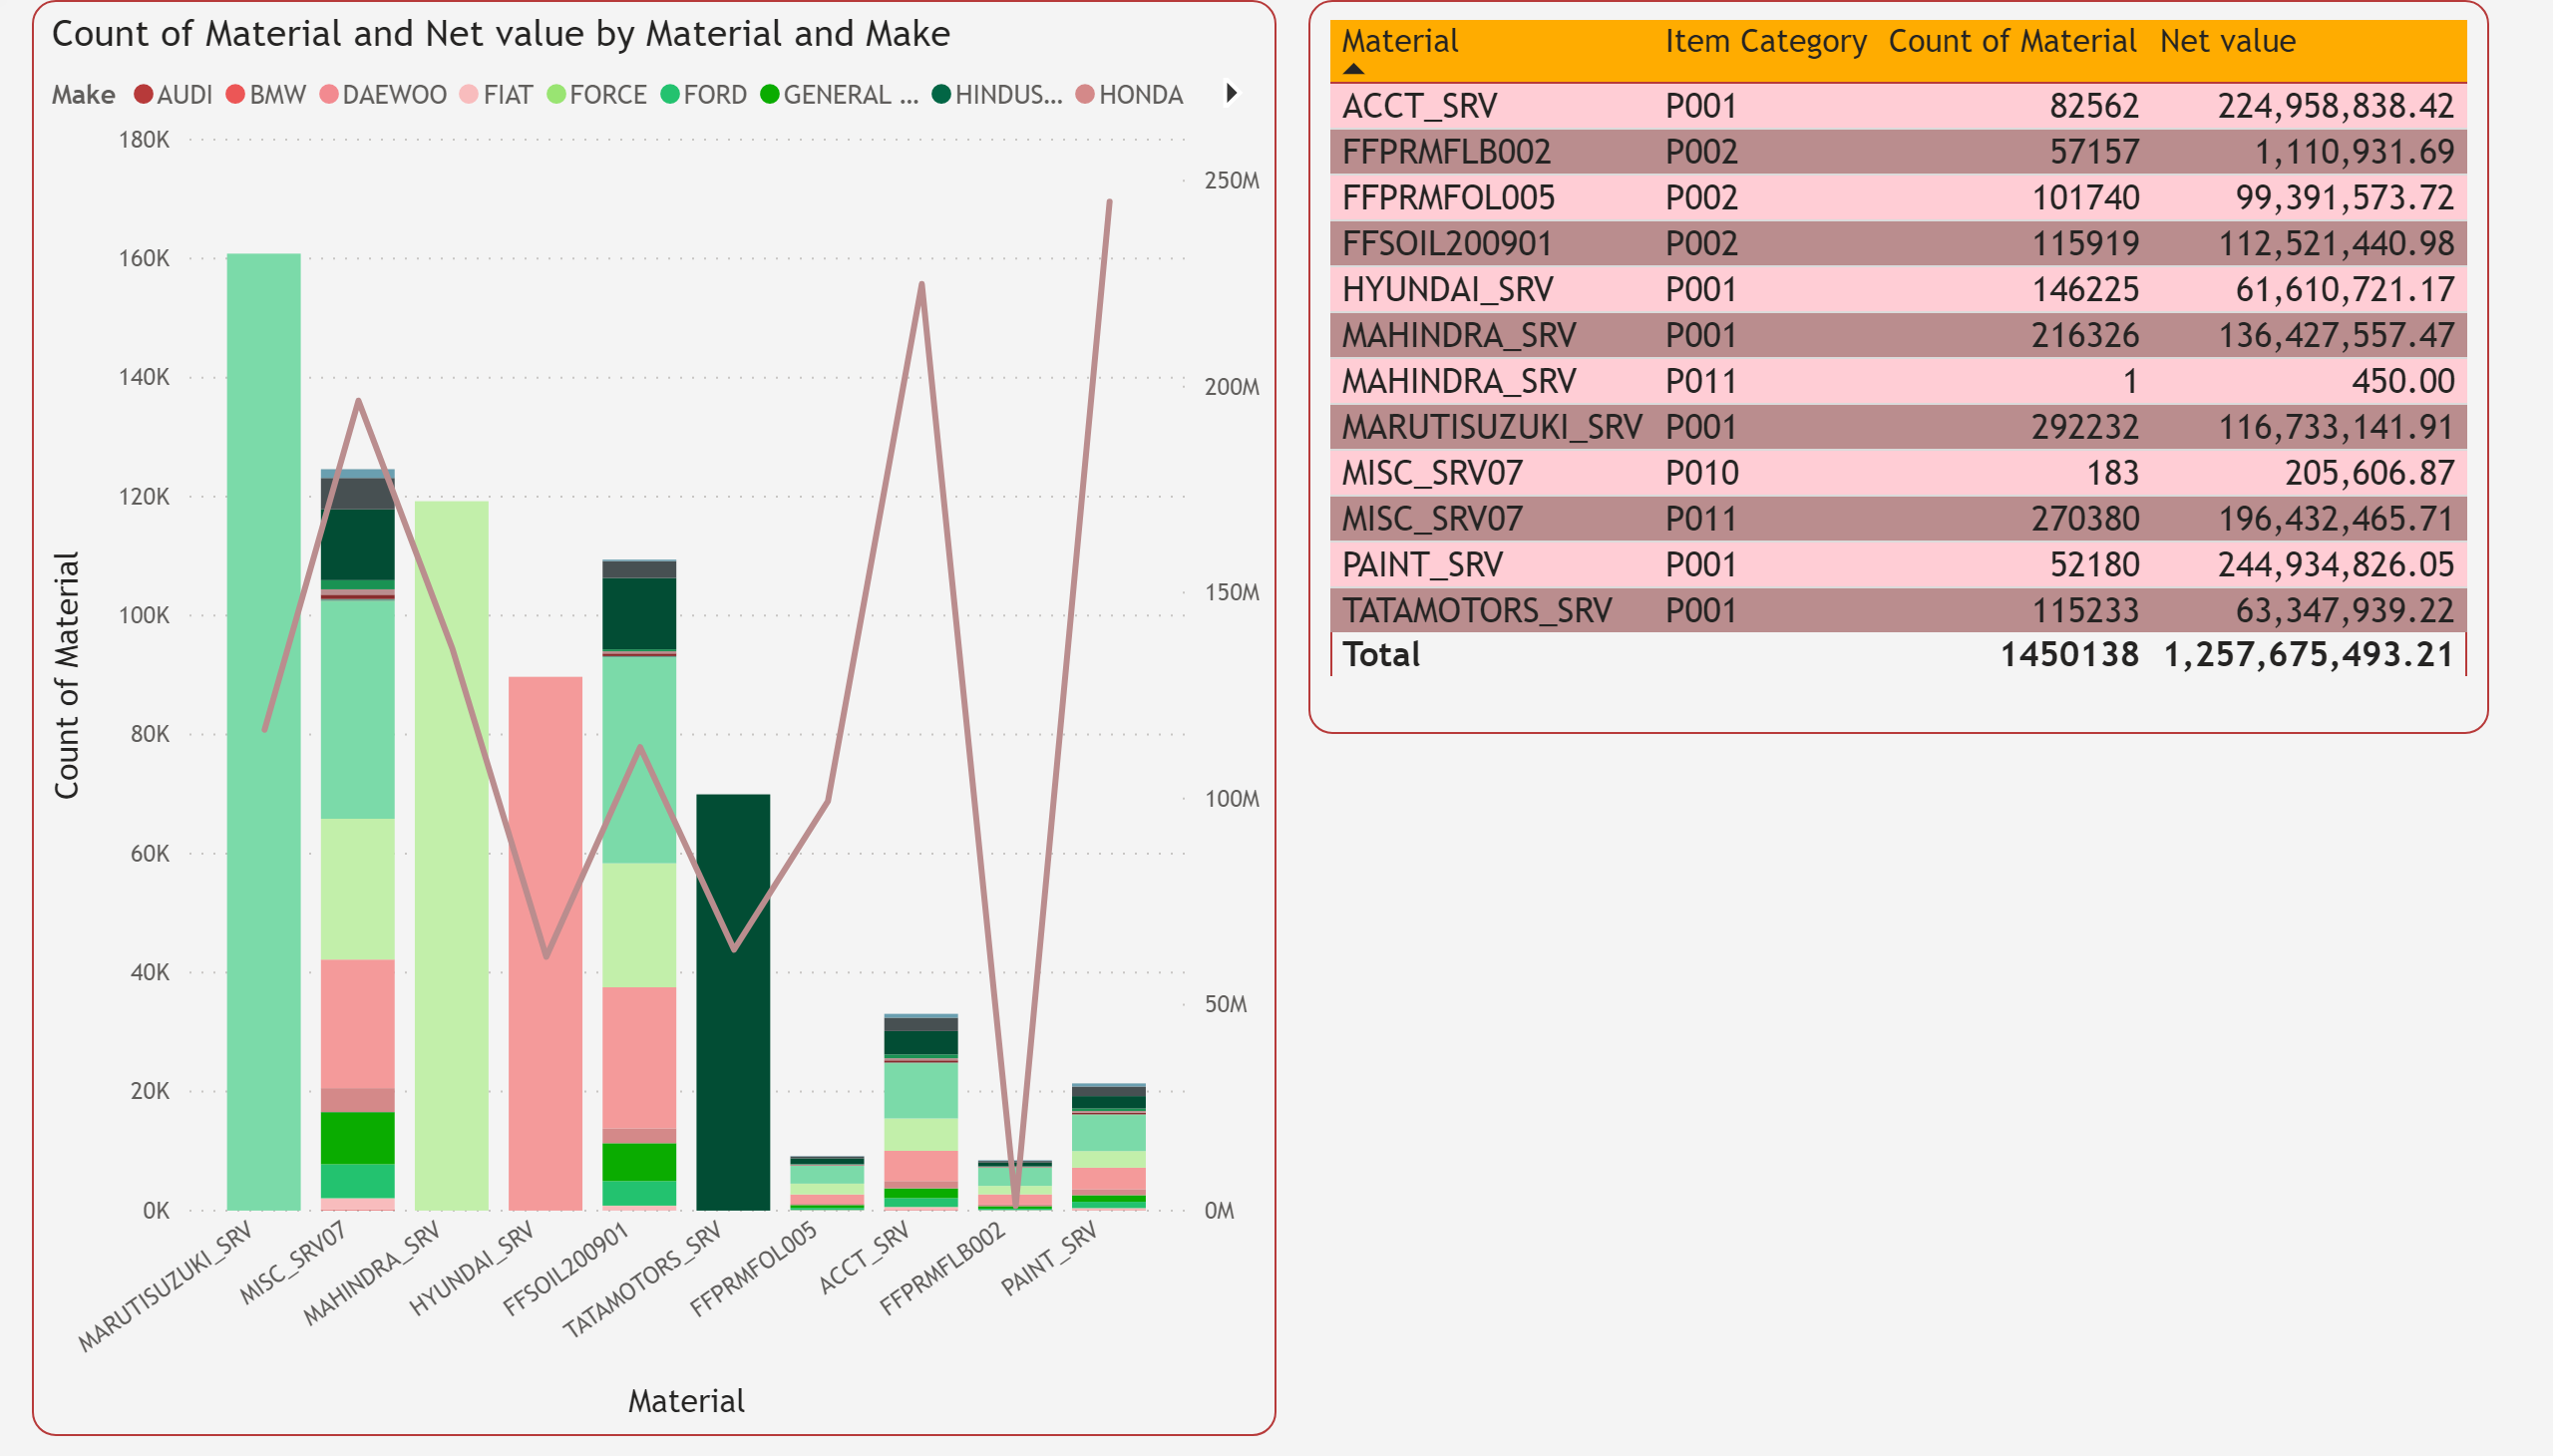 Count of Material and Net value by Material and Make
Make AUDI BMW DAEWOO FIAT FORCE FORD GENERAL ... HINDUS... HONDA
180K
160K
140K
120K
100K
80K
60K
40K
20K
0K
Count of Material
250M
200M
150M
100M
50M
0M
MARUTISUZUKI_SRV
MISC_SRV07
MAHINDRA_SRV
HYUNDAI_SRV
FFSOIL200901
TATAMOTORS_SRV
FFPRMFOL005
ACCT_SRV
FFPRMFLB002
PAINT_SRV
Material
Material Item Category Count of Material Net value
ACCT_SRV P001 82562 224,958,838.42
FFPRMFLB002 P002 57157 1,110,931.69
FFPRMFOL005 P002 101740 99,391,573.72
FFSOIL200901 P002 115919 112,521,440.98
HYUNDAI_SRV P001 146225 61,610,721.17
MAHINDRA_SRV P001 216326 136,427,557.47
MAHINDRA_SRV P011 1 450.00
MARUTISUZUKI_SRV P001 292232 116,733,141.91
MISC_SRV07 P010 183 205,606.87
MISC_SRV07 P011 270380 196,432,465.71
PAINT_SRV P001 52180 244,934,826.05
TATAMOTORS_SRV P001 115233 63,347,939.22
Total 1450138 1,257,675,493.21